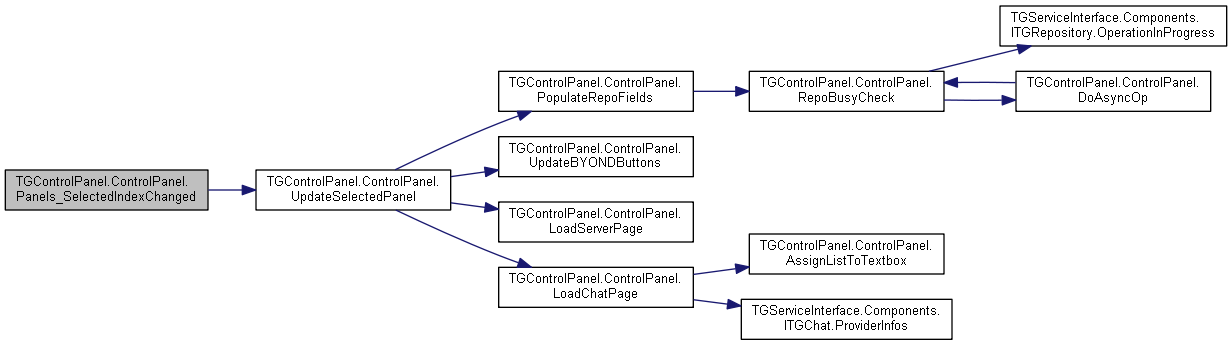 TGControlPanel.ControlPanel.
Panels_SelectedIndexChanged
TGControlPanel.ControlPanel.
UpdateSelectedPanel
TGControlPanel.ControlPanel.
PopulateRepoFields
TGControlPanel.ControlPanel.
RepoBusyCheck
TGServiceInterface.Components.
ITGRepository.OperationInProgress
TGControlPanel.ControlPanel.
DoAsyncOp
TGControlPanel.ControlPanel.
UpdateBYONDButtons
TGControlPanel.ControlPanel.
LoadServerPage
TGControlPanel.ControlPanel.
LoadChatPage
TGControlPanel.ControlPanel.
AssignListToTextbox
TGServiceInterface.Components.
ITGChat.ProviderInfos